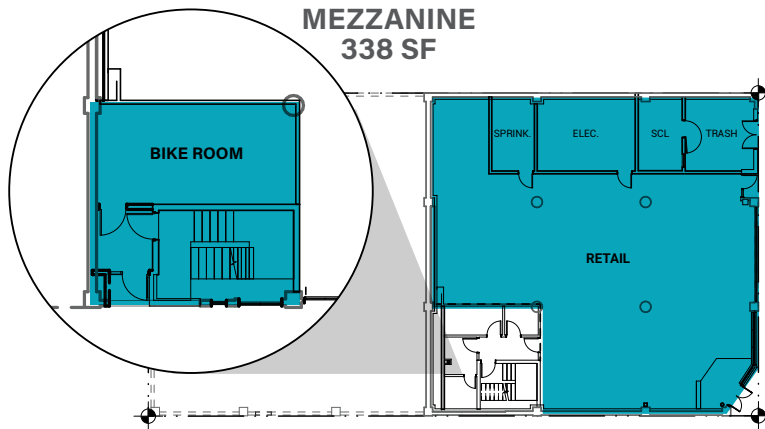 MEZZANINE
338 SF
BIKE ROOM
SPRINK.
ELEC.
SCL
TRASH
RETAIL